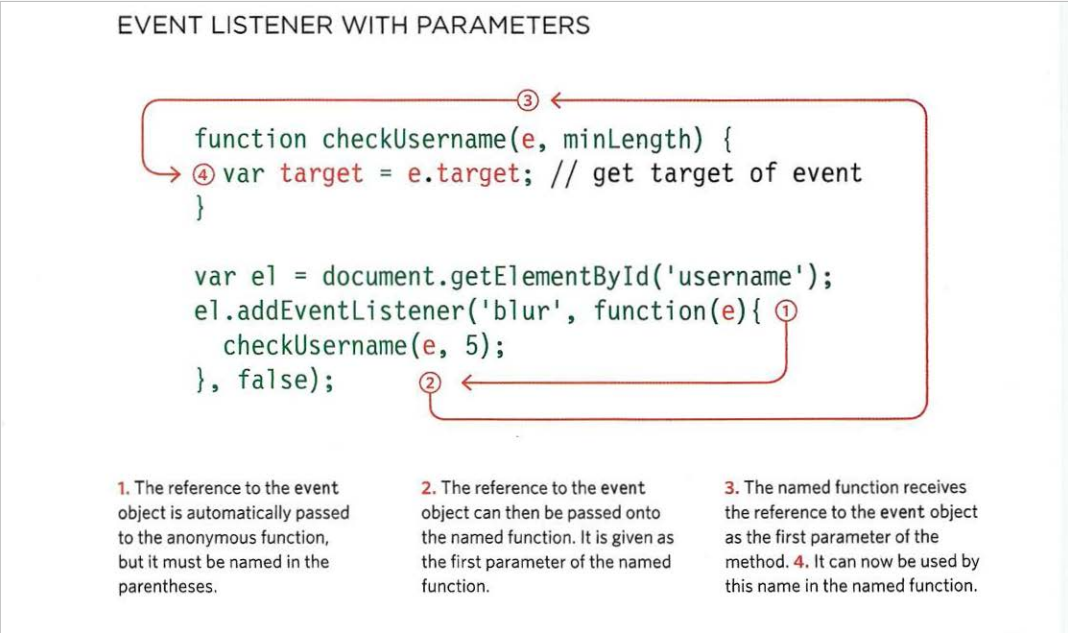 EVENT LISTENER WITH PARAMETERS
③
function checkUsername(e, minLength) {
④ var target = e.target; // get target of event
}
var el = document.getElementById('username');
el.addEventListener('blur', function(e){ ①
checkUsername(e, 5);
}, false); ②
1. The reference to the event
object is automatically passed
to the anonymous function,
but it must be named in the
parentheses.
2. The reference to the event
object can then be passed onto
the named function. It is given as
the first parameter of the named
function.
3. The named function receives
the reference to the event object
as the first parameter of the
method. 4. It can now be used by
this name in the named function.